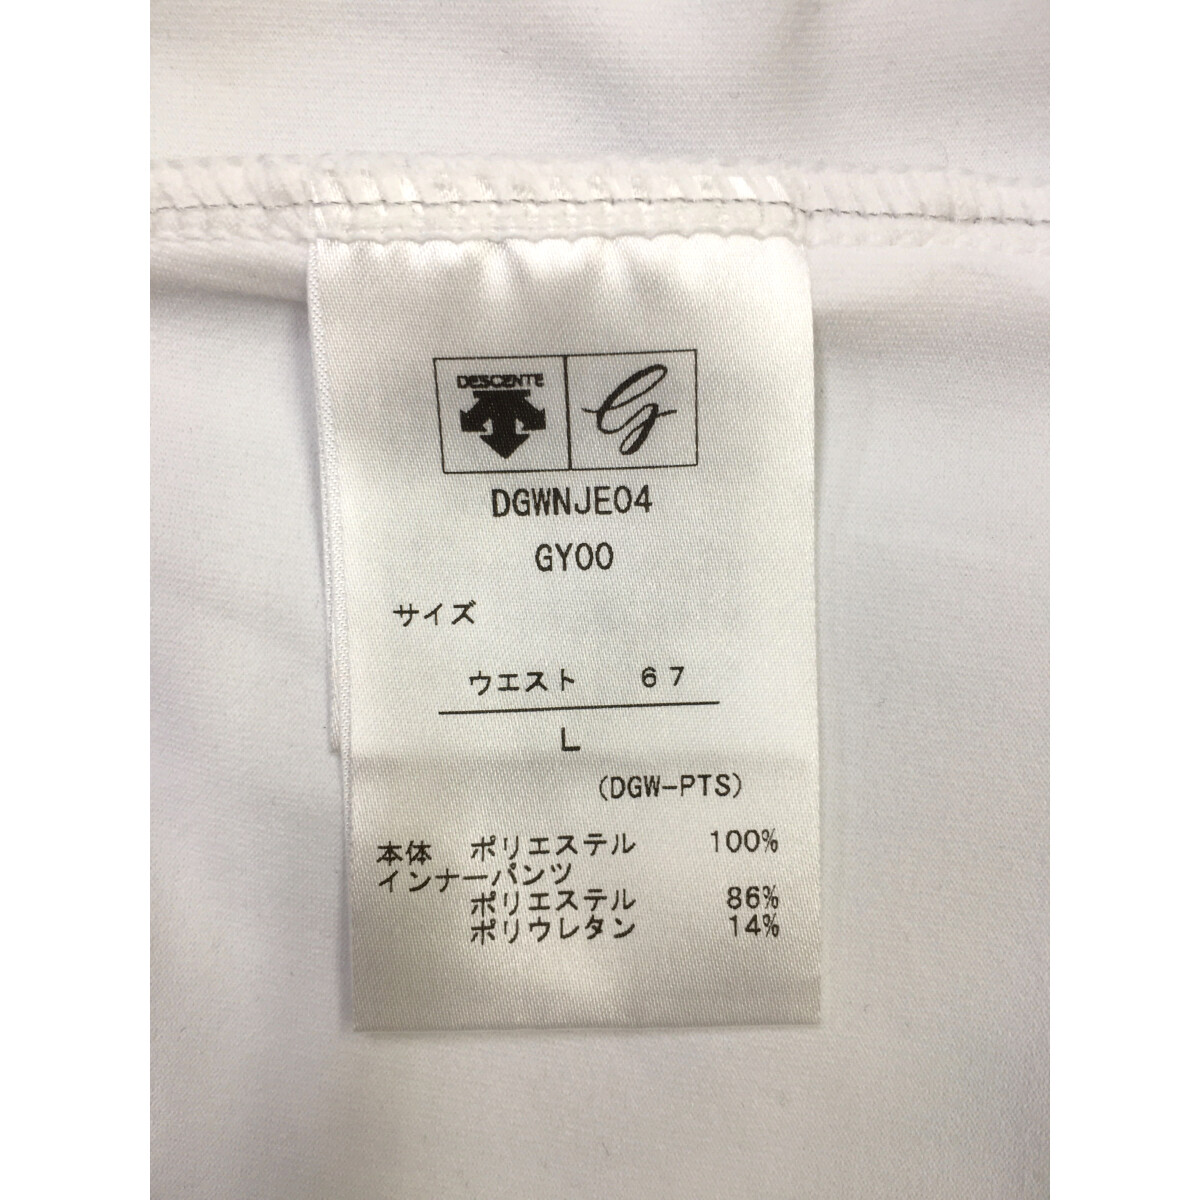 DESCENTE G
DGWNJE04
GY00
サイズ
ウエスト 67
L
(DGW-PTS)
本体 ポリエステル 100%
インナーパンツ
ポリエステル 86%
ポリウレタン 14%